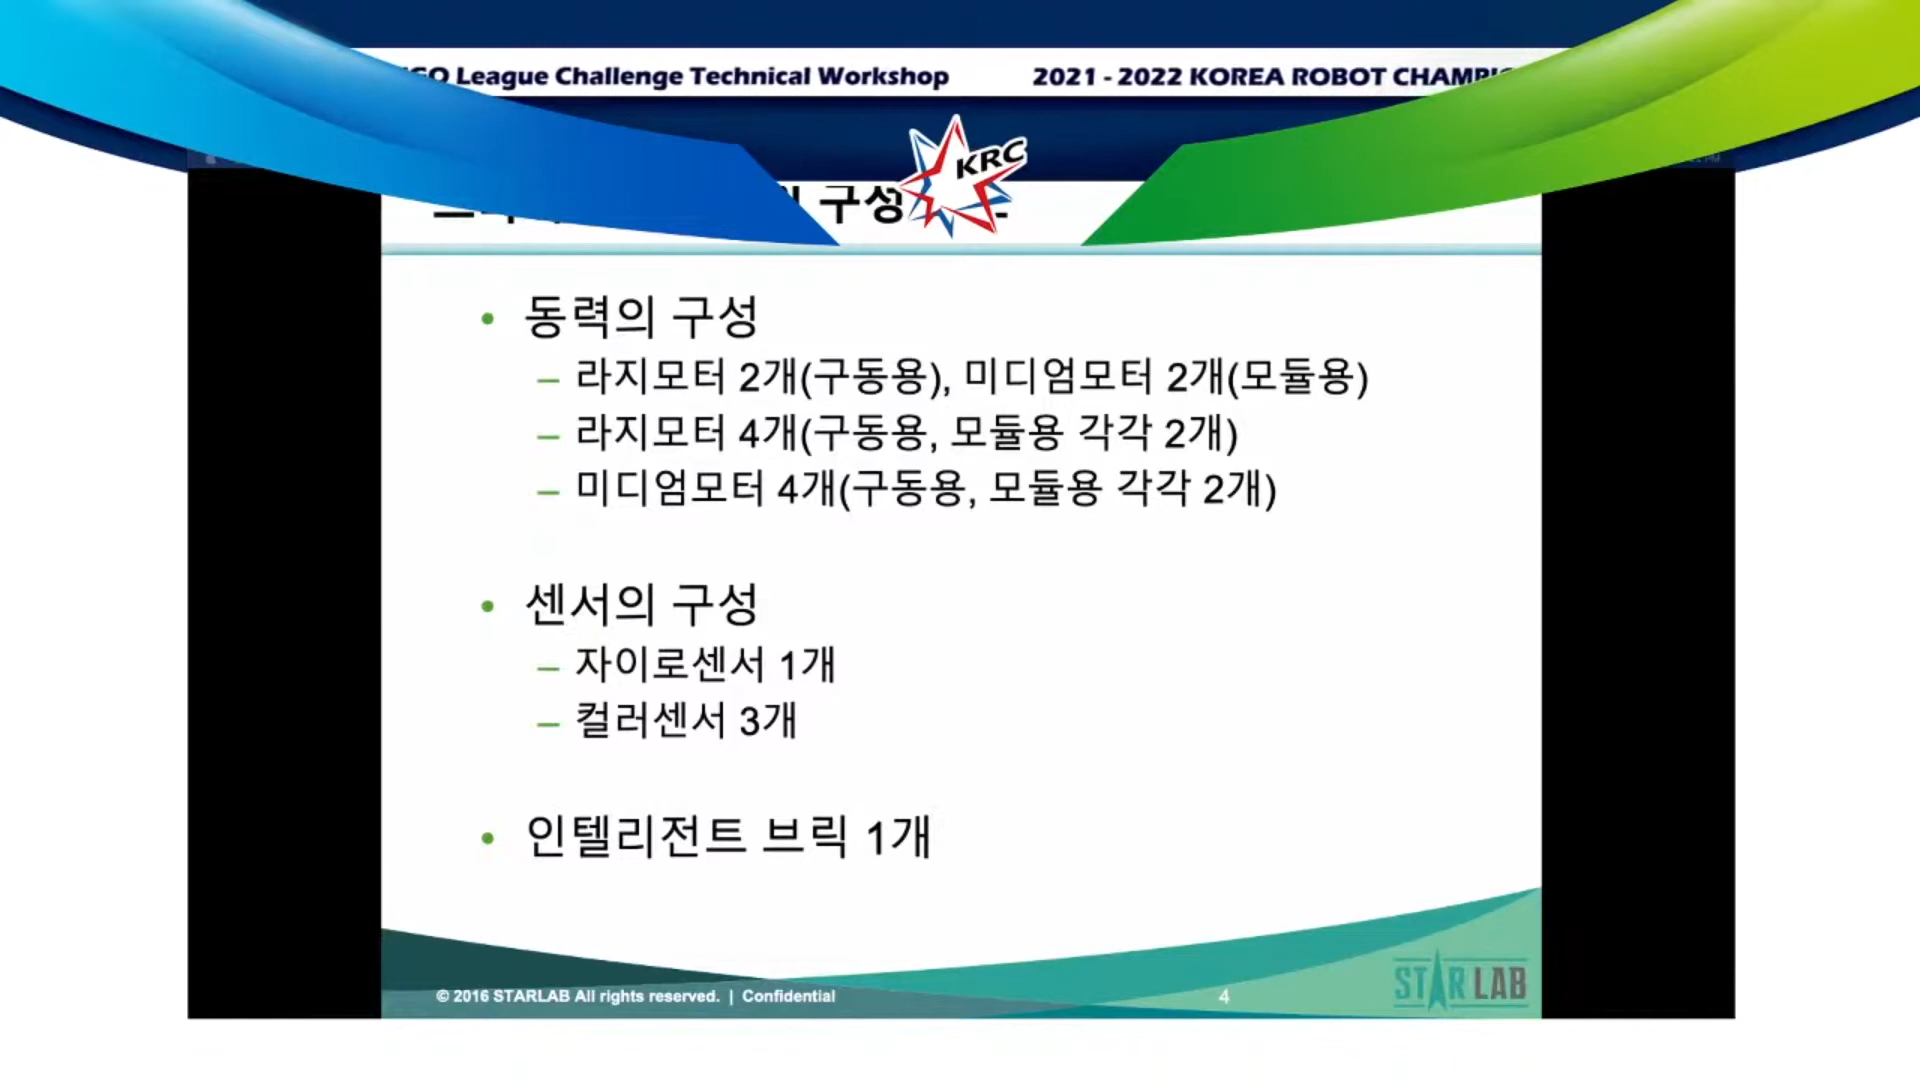 League Challenge Technical Workshop
2021 - 2022 KOREA ROBOT
KRC
구성
• 동력의 구성
– 라지모터 2개(구동용), 미디엄모터 2개(모듈용)
– 라지모터 4개(구동용, 모듈용 각각 2개)
– 미디엄모터 4개(구동용, 모듈용 각각 2개)
• 센서의 구성
– 자이로센서 1개
– 컬러센서 3개
• 인텔리전트 브릭 1개
© 2016 STARLAB All rights reserved. | Confidential
4
STAR LAB